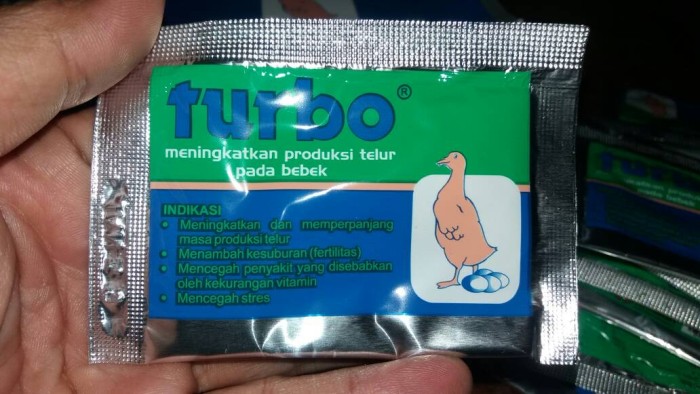 turbo®
meningkatkan produksi telur
pada bebek
INDIKASI
• Meningkatkan dan memperpanjang
masa produksi telur
• Menambah kesuburan (fertilitas)
• Mencegah penyakit yang disebabkan
oleh kekurangan vitamin
• Mencegah stres
turbo